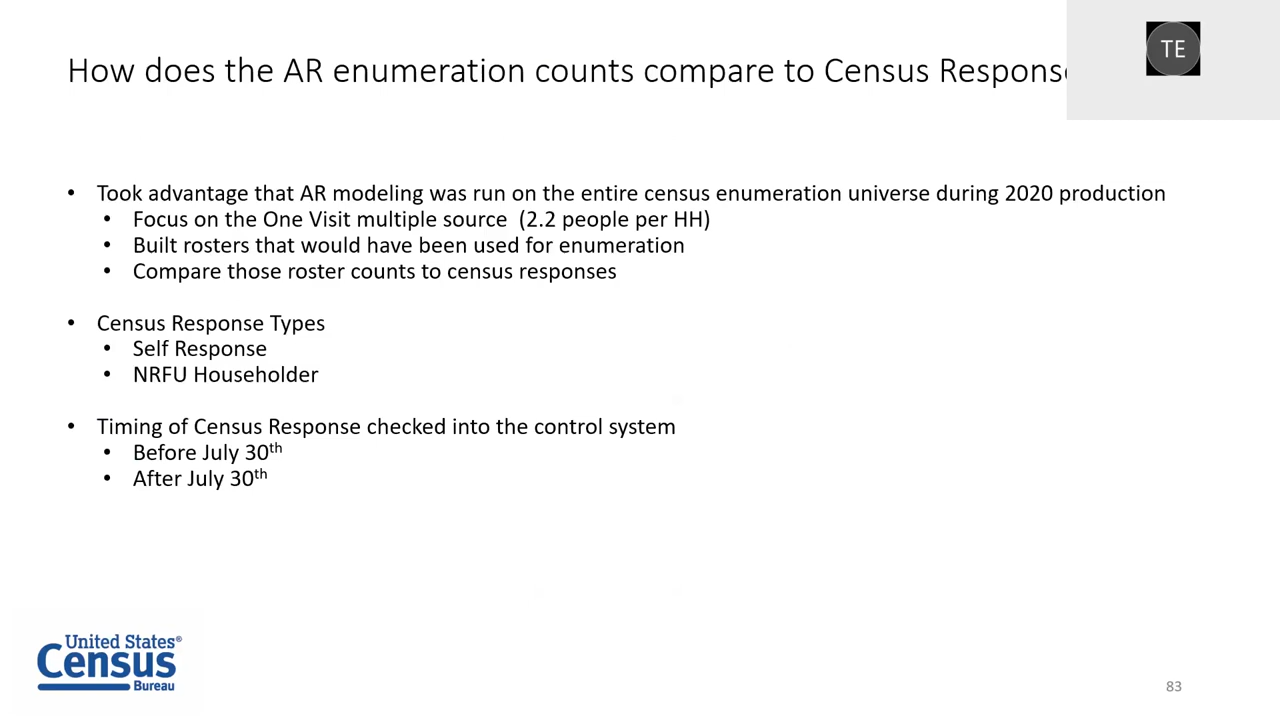 How does the AR enumeration counts compare to Census
TE
• Took advantage that AR modeling was run on the entire census enumeration universe during 2020 production
• Focus on the One Visit multiple source (2.2 people per HH)
• Built rosters that would have been used for enumeration
• Compare those roster counts to census responses
• Census Response Types
• Self Response
• NRFU Householder
• Timing of Census Response checked into the control system
• Before July 30th
• After July 30th
United States®
Census
Bureau
83